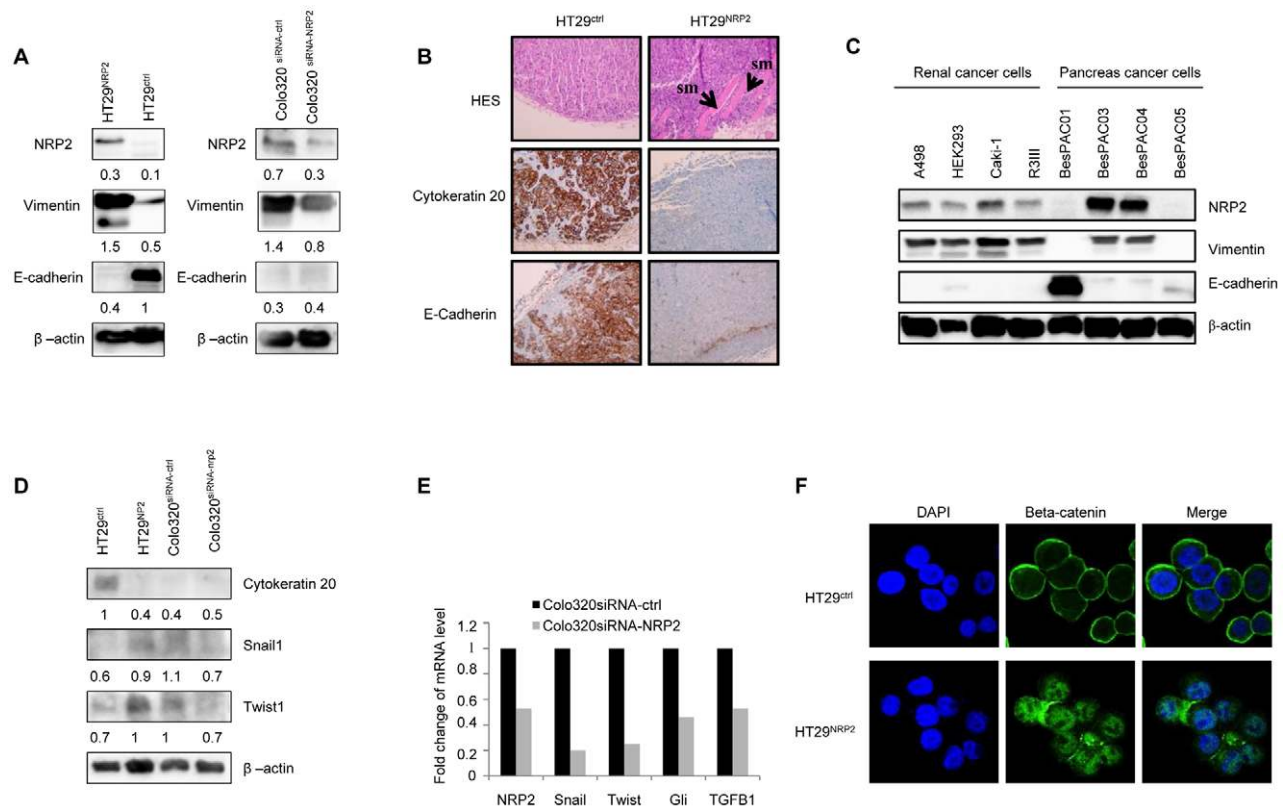 A
HT29NRP2
HT29ctrl
Colo320 siRNA-ctrl
Colo320 siRNA-NRP2
NRP2
0.3 0.1
Vimentin
1.5 0.5
E-cadherin
0.4 1
β –actin
NRP2
0.7 0.3
Vimentin
1.4 0.8
E-cadherin
0.3 0.4
β –actin
B
HT29ctrl HT29NRP2
HES
sm
sm
Cytokeratin 20
E-Cadherin
C
Renal cancer cells Pancreas cancer cells
A498
HEK293
Caki-1
R3III
BesPAC01
BesPAC03
BesPAC04
BesPAC05
NRP2
Vimentin
E-cadherin
β-actin
D
HT29ctrl
HT29NP2
Colo320siRNA-ctrl
Colo320siRNA-nrp2
Cytokeratin 20
1 0.4 0.4 0.5
Snail1
0.6 0.9 1.1 0.7
Twist1
0.7 1 1 0.7
β –actin
E
Colo320siRNA-ctrl
Colo320siRNA-NRP2
Fold change of mRNA level
1.2
1
0.8
0.6
0.4
0.2
0
NRP2 Snail Twist Gli TGFB1
F
DAPI Beta-catenin Merge
HT29ctrl
HT29NRP2